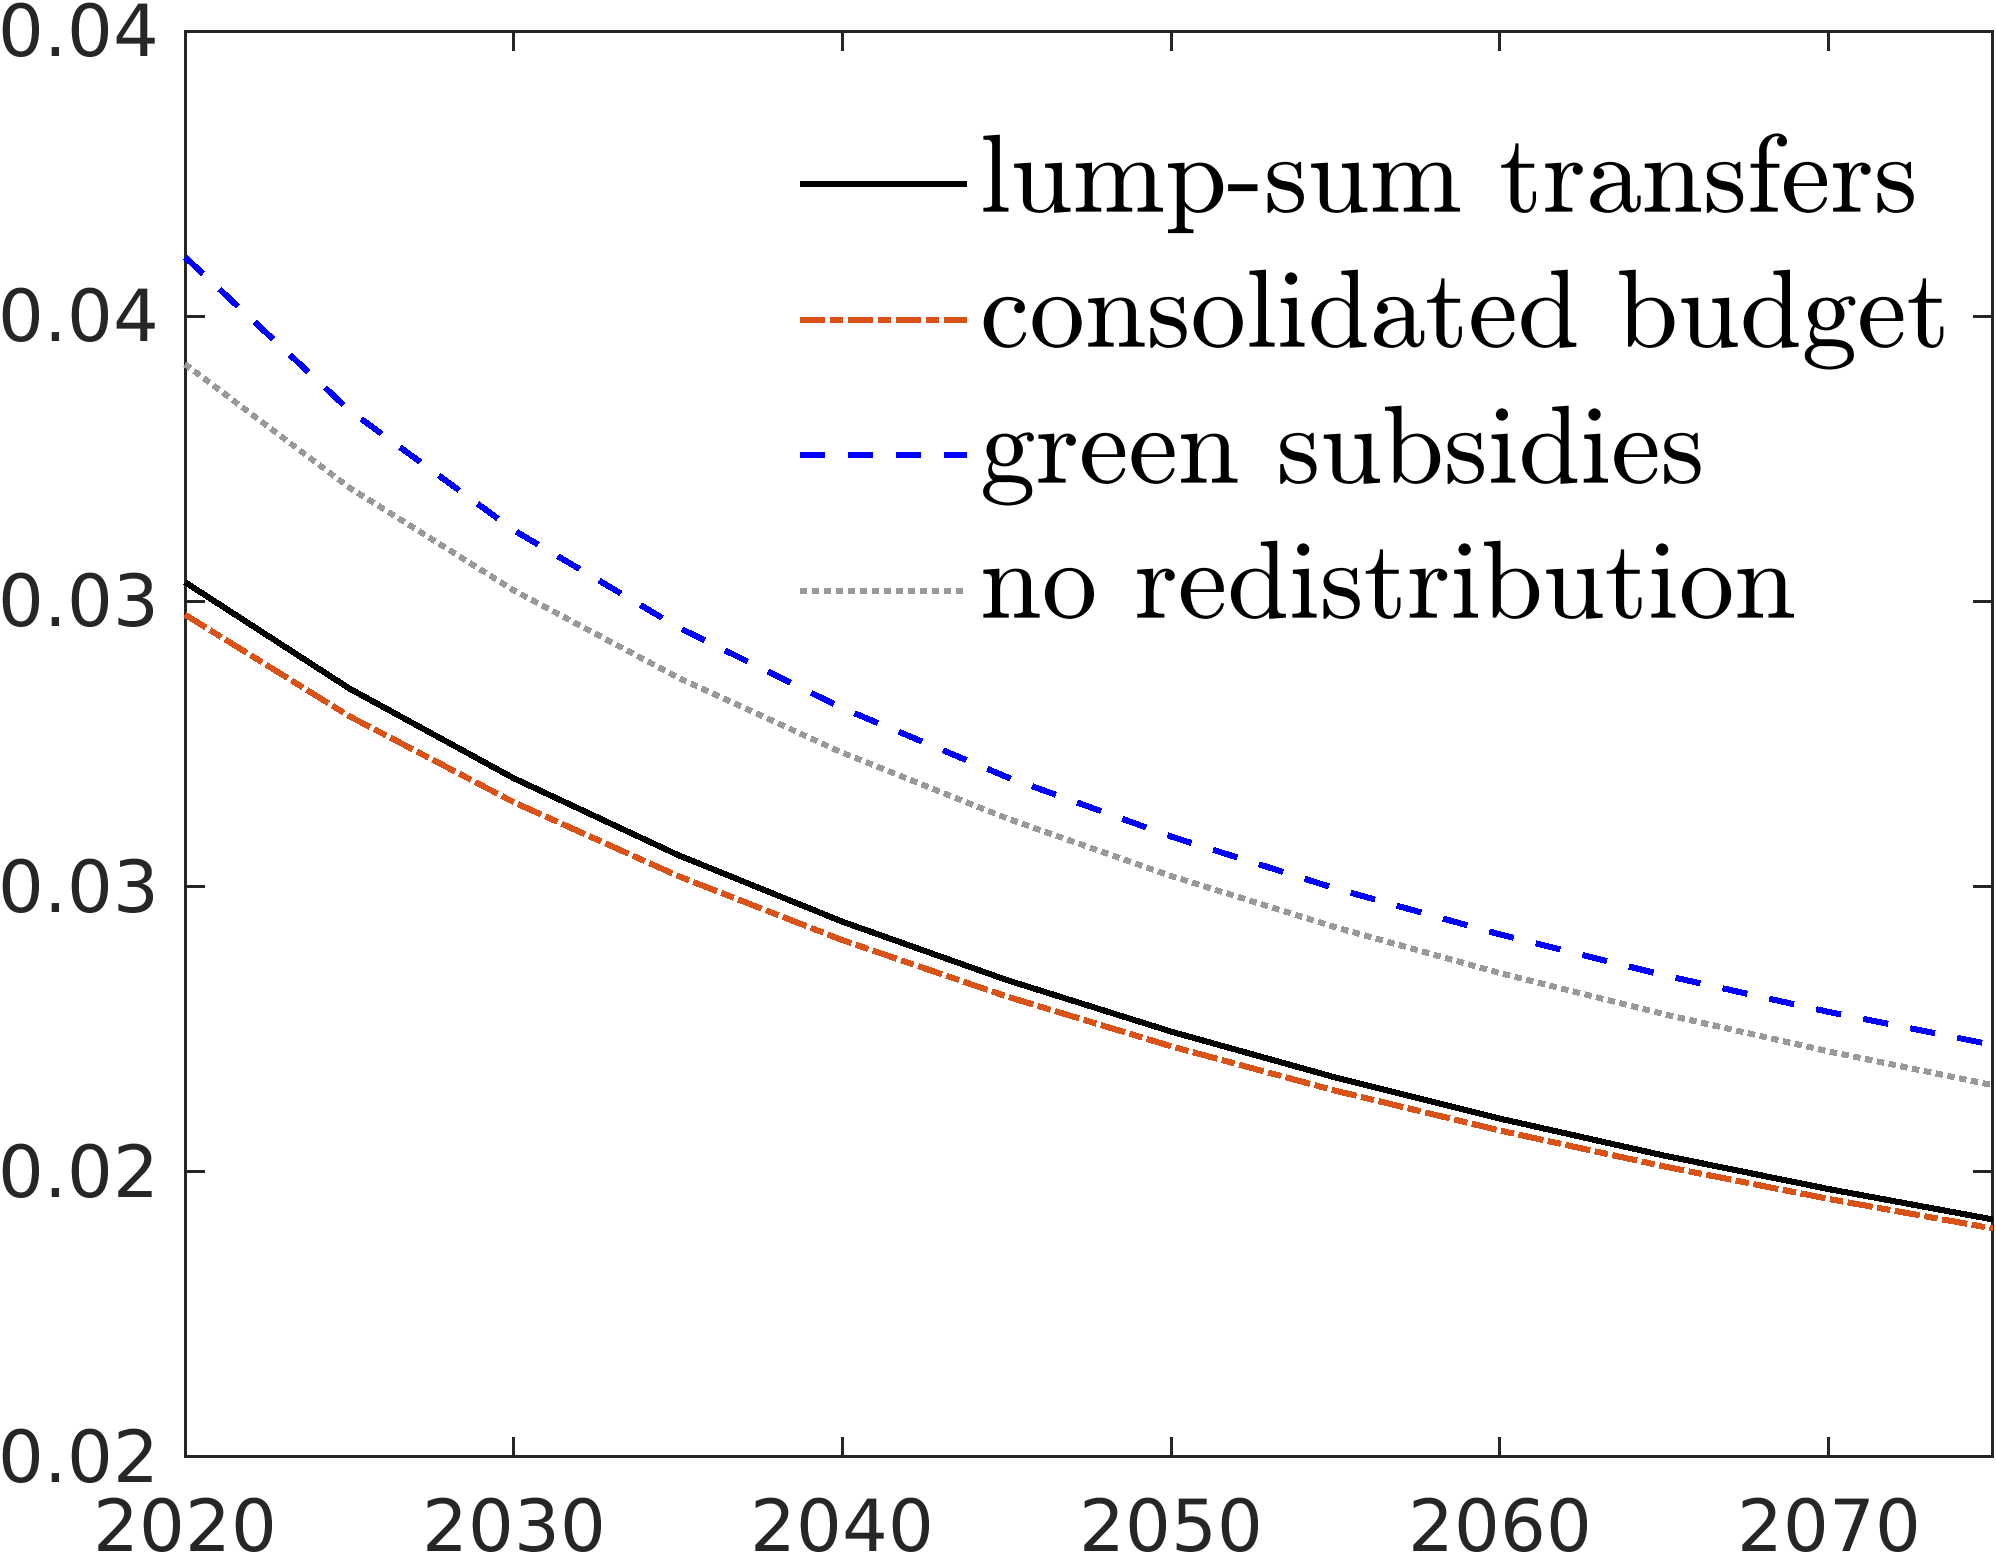 0.04
lump-sum transfers
0.04
consolidated budget
green subsidies
0.03
no redistribution
0.03
0.02
0.02
2020 2030 2040 2050 2060 2070